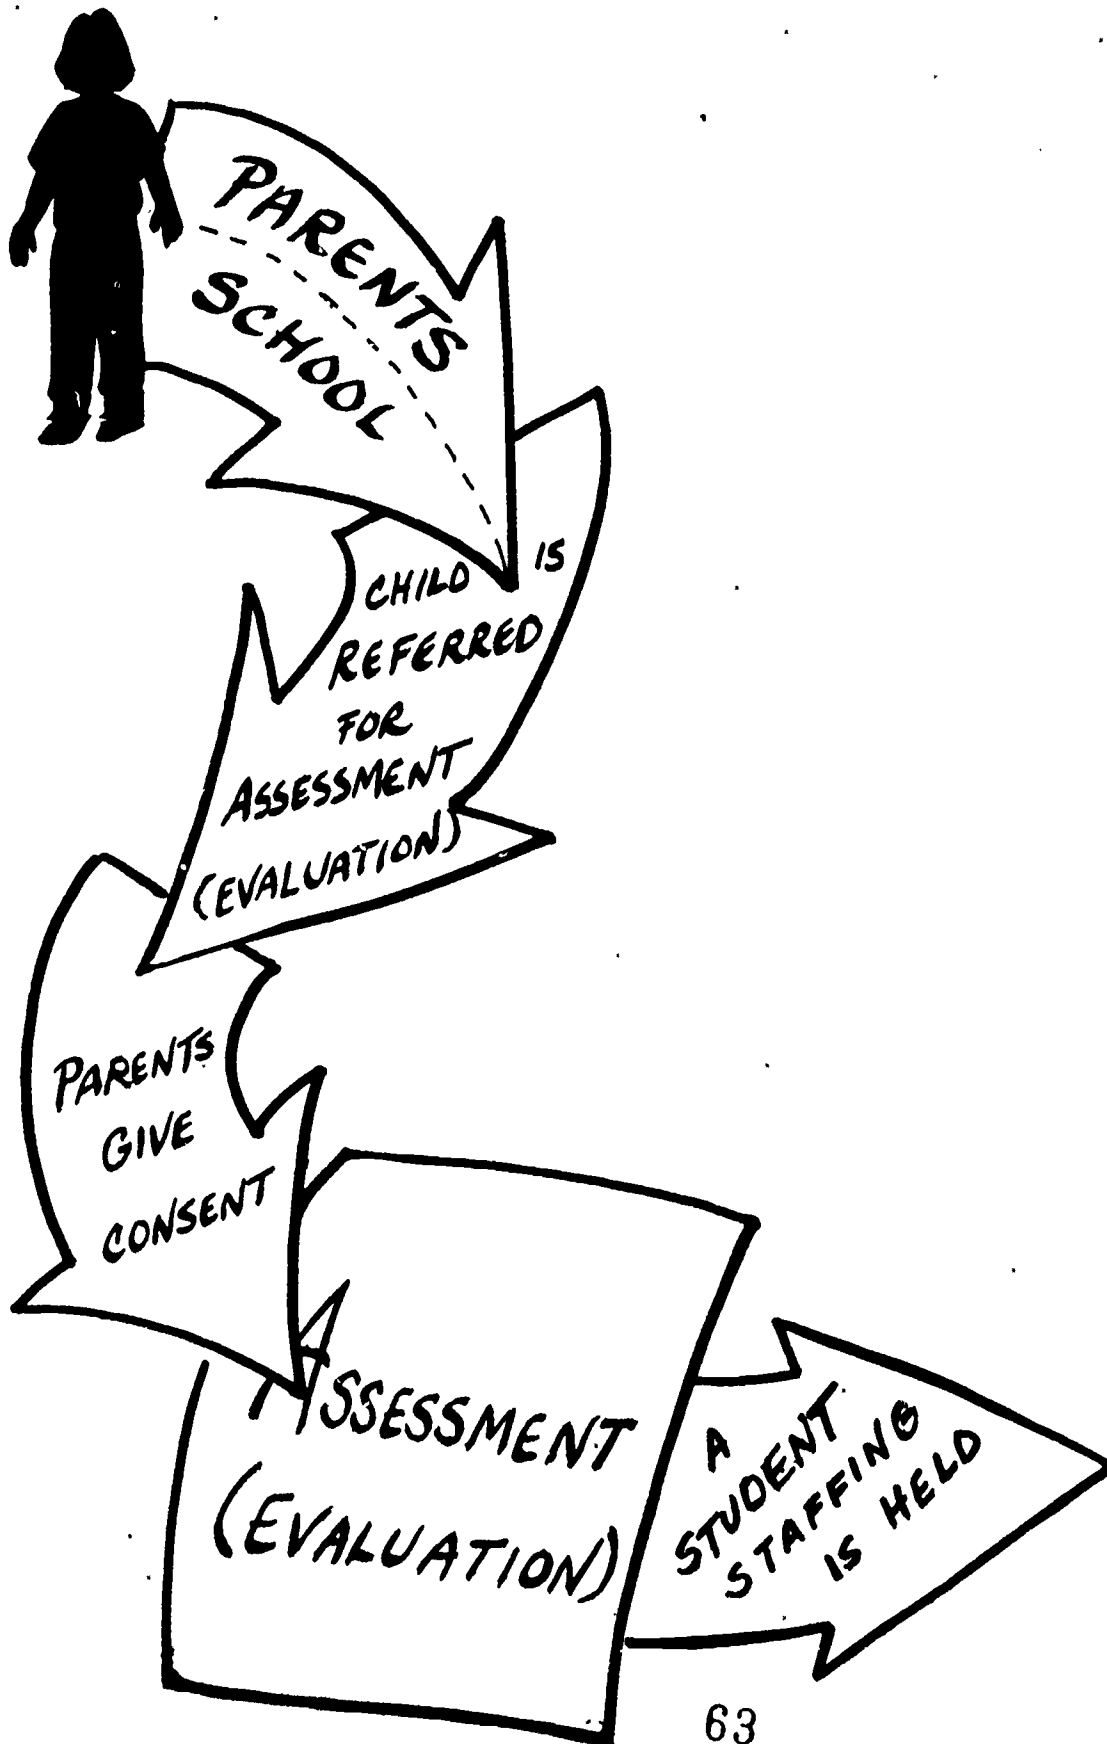 PARENTS
SCHOOL
CHILD IS
REFERRED
FOR
ASSESSMENT
(EVALUATION)
PARENTS
GIVE
CONSENT
ASSESSMENT
(EVALUATION)
A
STUDENT
STAFFING
IS HELD
63